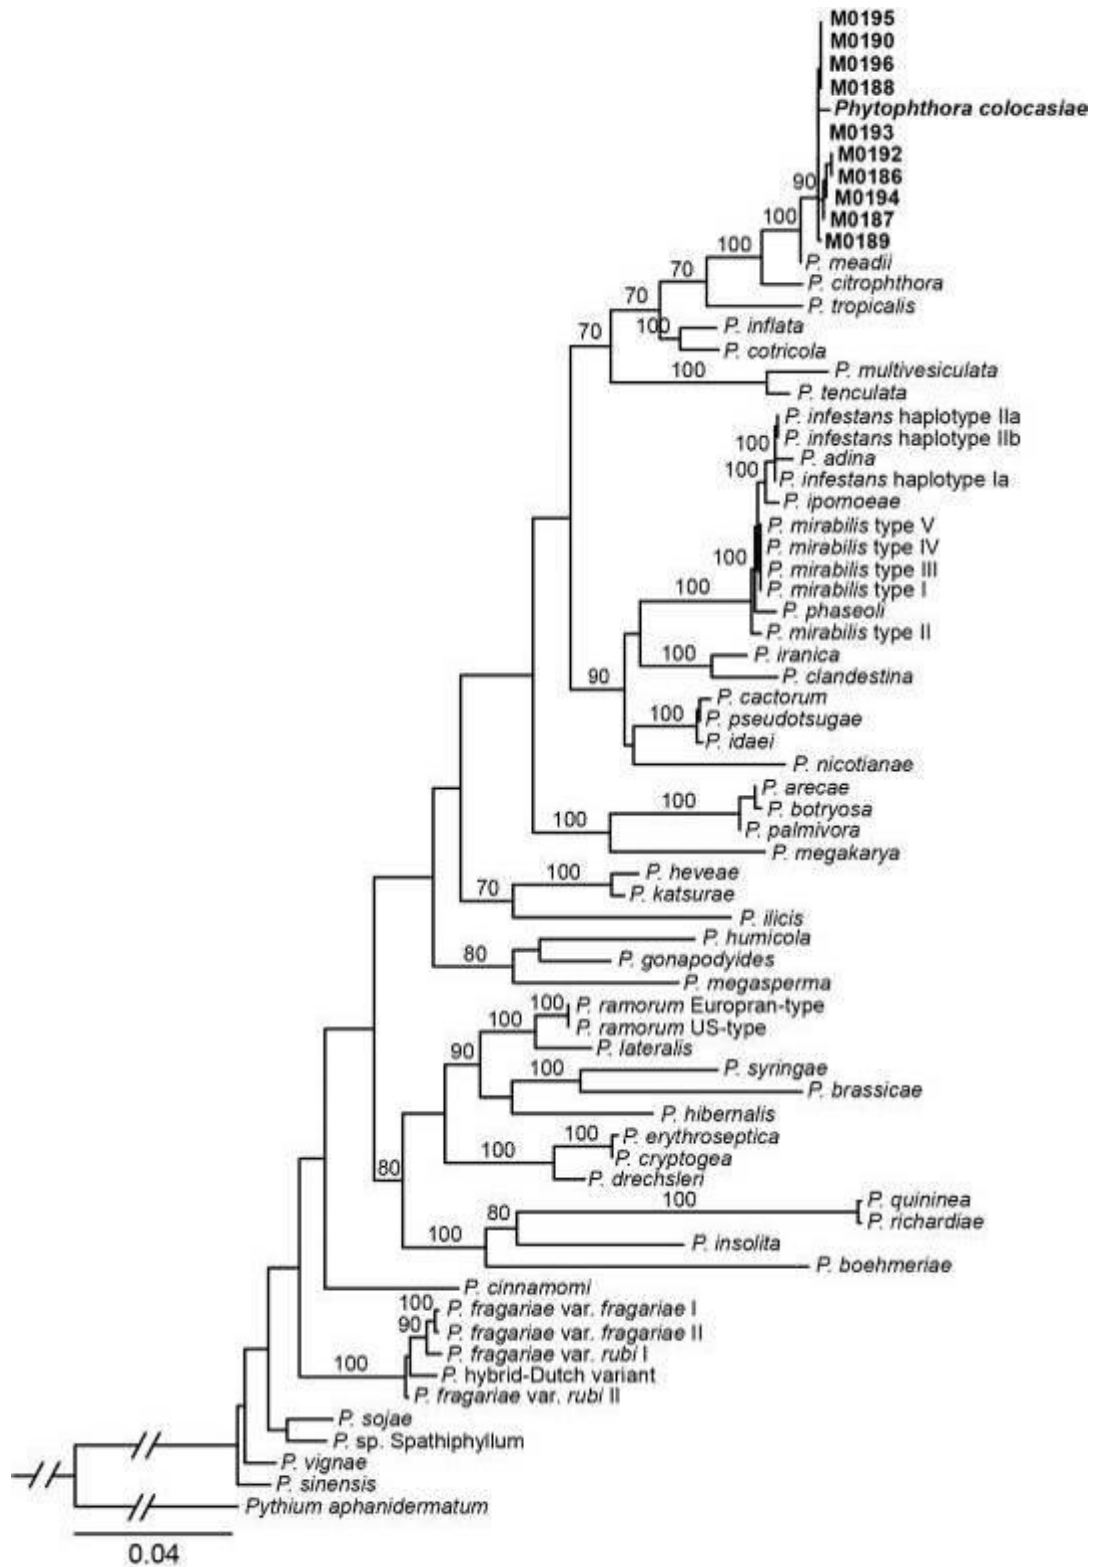 M0195
M0190
M0196
M0188
Phytophthora colocasiae
M0193
M0192
M0186
90
M0194
M0187
100
M0189
100
P. meadii
70
P. citrophthora
70
P. tropicalis
100
P. inflata
70
P. cotricola
100
P. multivesiculata
P. tenculata
P. infestans haplotype IIa
100
P. infestans haplotype IIb
P. adina
100
P. infestans haplotype Ia
P. ipomoeae
P. mirabilis type V
P. mirabilis type IV
100
P. mirabilis type III
100
P. mirabilis type I
P. phaseoli
P. mirabilis type II
100
P. iranica
90
P. clandestina
P. cactorum
100
P. pseudotsugae
P. idaei
P. nicotianae
P. arecae
100
P. botryosa
100
P. palmivora
P. megakarya
100
P. heveae
70
P. katsurae
P. ilicis
P. humicola
80
P. gonapodyides
P. megasperma
100
P. ramorum Europran-type
100
P. ramorum US-type
90
P. lateralis
100
P. syringae
P. brassicae
P. hibernalis
100
P. erythroseptica
100
P. cryptogea
80
P. drechsleri
100
P. quininea
80
P. richardiae
100
P. insolita
P. boehmeriae
P. cinnamomi
100
P. fragariae var. fragariae I
90
P. fragariae var. fragariae II
100
P. fragariae var. rubi I
P. hybrid-Dutch variant
P. fragariae var. rubi II
P. sojae
P. sp. Spathiphyllum
P. vignae
P. sinensis
Pythium aphanidermatum
0.04